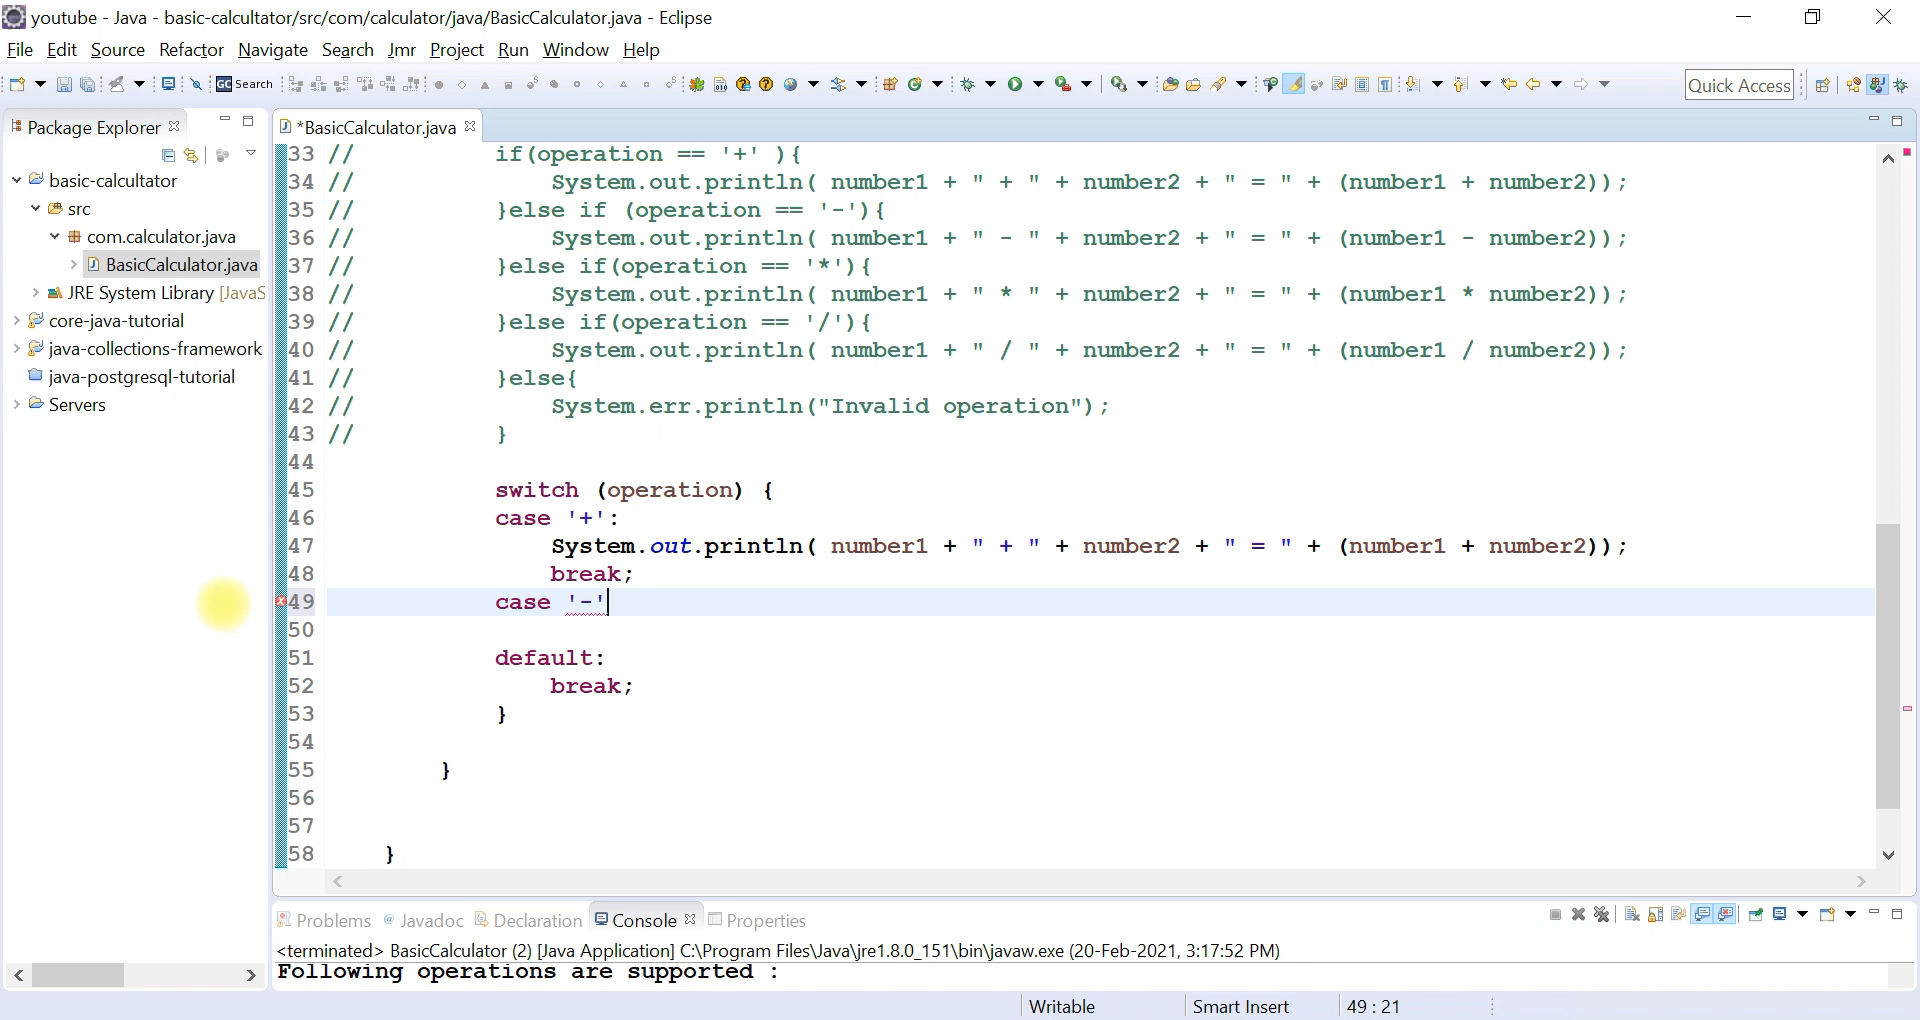 youtube - Java - basic-calcultator/src/com/calculator/java/BasicCalculator.java - Eclipse
File Edit Source Refactor Navigate Search Jmr Project Run Window Help
GC Search Quick Access
Package Explorer
*BasicCalculator.java
basic-calcultator
src
com.calculator.java
BasicCalculator.java
JRE System Library [JavaS
core-java-tutorial
java-collections-framework
java-postgresql-tutorial
Servers
33 // if(operation == '+' ){
34 // System.out.println( number1 + " + " + number2 + " = " + (number1 + number2));
35 // }else if (operation == '-'){
36 // System.out.println( number1 + " - " + number2 + " = " + (number1 - number2));
37 // }else if(operation == '*'){
38 // System.out.println( number1 + " * " + number2 + " = " + (number1 * number2));
39 // }else if(operation == '/'){
40 // System.out.println( number1 + " / " + number2 + " = " + (number1 / number2));
41 // }else{
42 // System.err.println("Invalid operation");
43 // }
44
45 switch (operation) {
46 case '+':
47 System.out.println( number1 + " + " + number2 + " = " + (number1 + number2));
48 break;
49 case '-'
50
51 default:
52 break;
53 }
54
55 }
56
57
58 }
Problems @ Javadoc Declaration Console Properties
<terminated> BasicCalculator (2) [Java Application] C:\Program Files\Java\jre1.8.0_151\bin\javaw.exe (20-Feb-2021, 3:17:52 PM)
Following operations are supported :
Writable Smart Insert 49 : 21